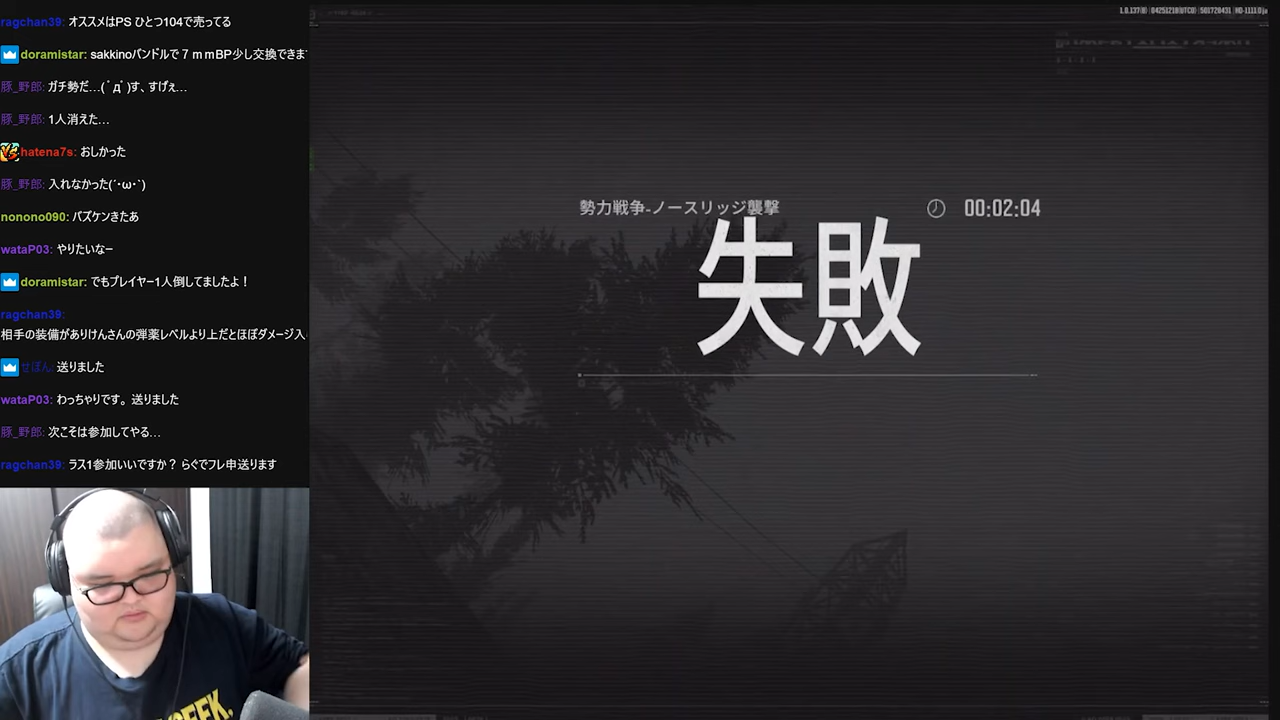 ragchan39: オススメはPS ひとつ104で売ってる
doramistar: sakkinoバンドルで７ｍｍBP少し交換できま
豚_野郎: ガチ勢だ…( ﾟдﾟ)す、すげぇ…
豚_野郎: 1人消えた…
hatena7s: おしかった
豚_野郎: 入れなかった(´･ω･`)
nonono090: バズケンきたあ
wataP03: やりたいなー
doramistar: でもプレイヤー1人倒してましたよ！
ragchan39:
相手の装備がありけんさんの弾薬レベルより上だとほぼダメージ入
せぽん: 送りました
wataP03: わっちゃりです。送りました
豚_野郎: 次こそは参加してやる…
ragchan39: ラス1参加いいですか？ らぐでフレ申送ります
勢力戦争-ノースリッジ襲撃
00:02:04
失敗